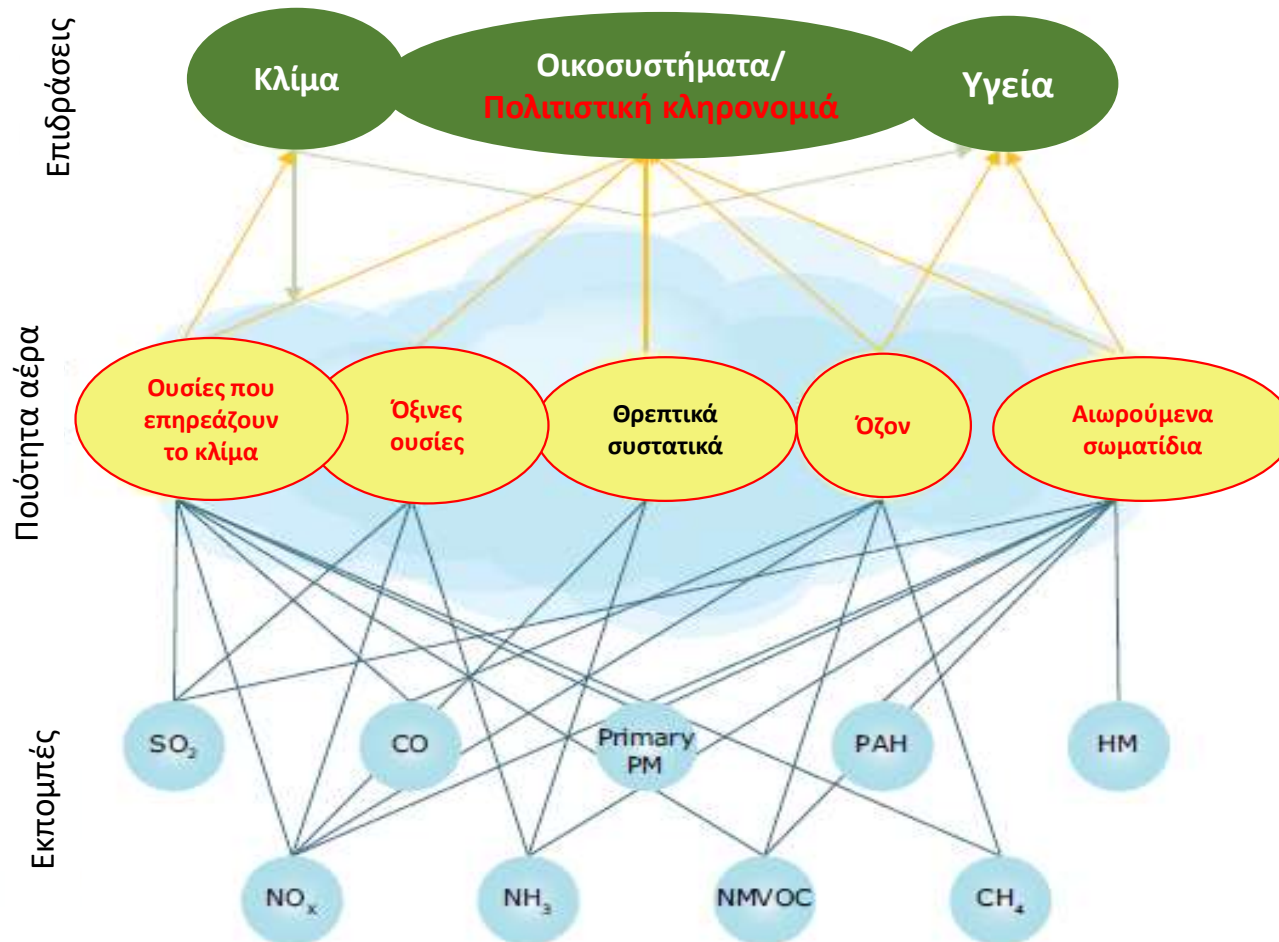 Επιδράσεις
Κλίμα
Οικοσυστήματα/
Πολιτιστική κληρονομιά
Υγεία
Ποιότητα αέρα
Ουσίες που
επηρεάζουν
το κλίμα
Όξινες
ουσίες
Θρεπτικά
συστατικά
Όζον
Αιωρούμενα
σωματίδια
Εκπομπές
SO₂
CO
Primary
PM
PAH
HM
NOₓ
NH₃
NMVOC
CH₄